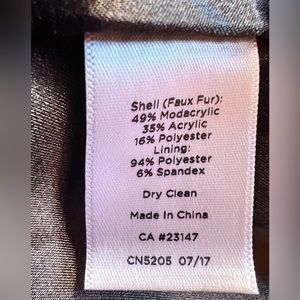 Shell (Faux Fur):
49% Modacrylic
35% Acrylic
16% Polyester
Lining:
94% Polyester
6% Spandex
Dry Clean
Made In China
CA #23147
CN5205 07/17